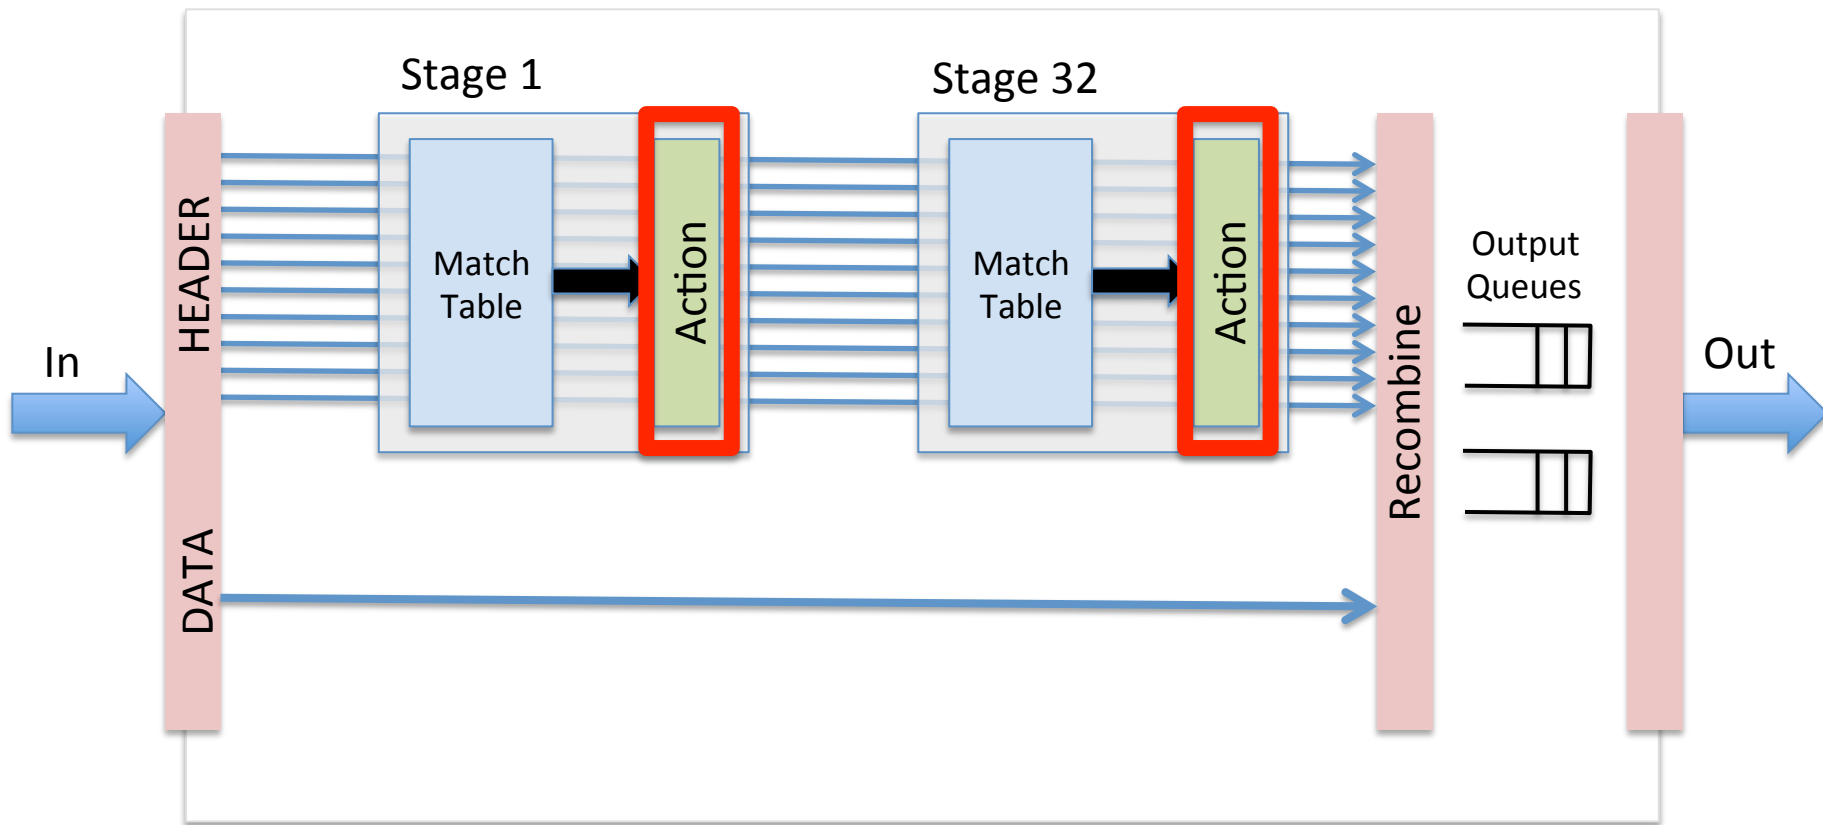 Stage 1
Stage 32
HEADER
Match
Table
Action
Match
Table
Action
Output
Queues
In
Recombine
Out
DATA